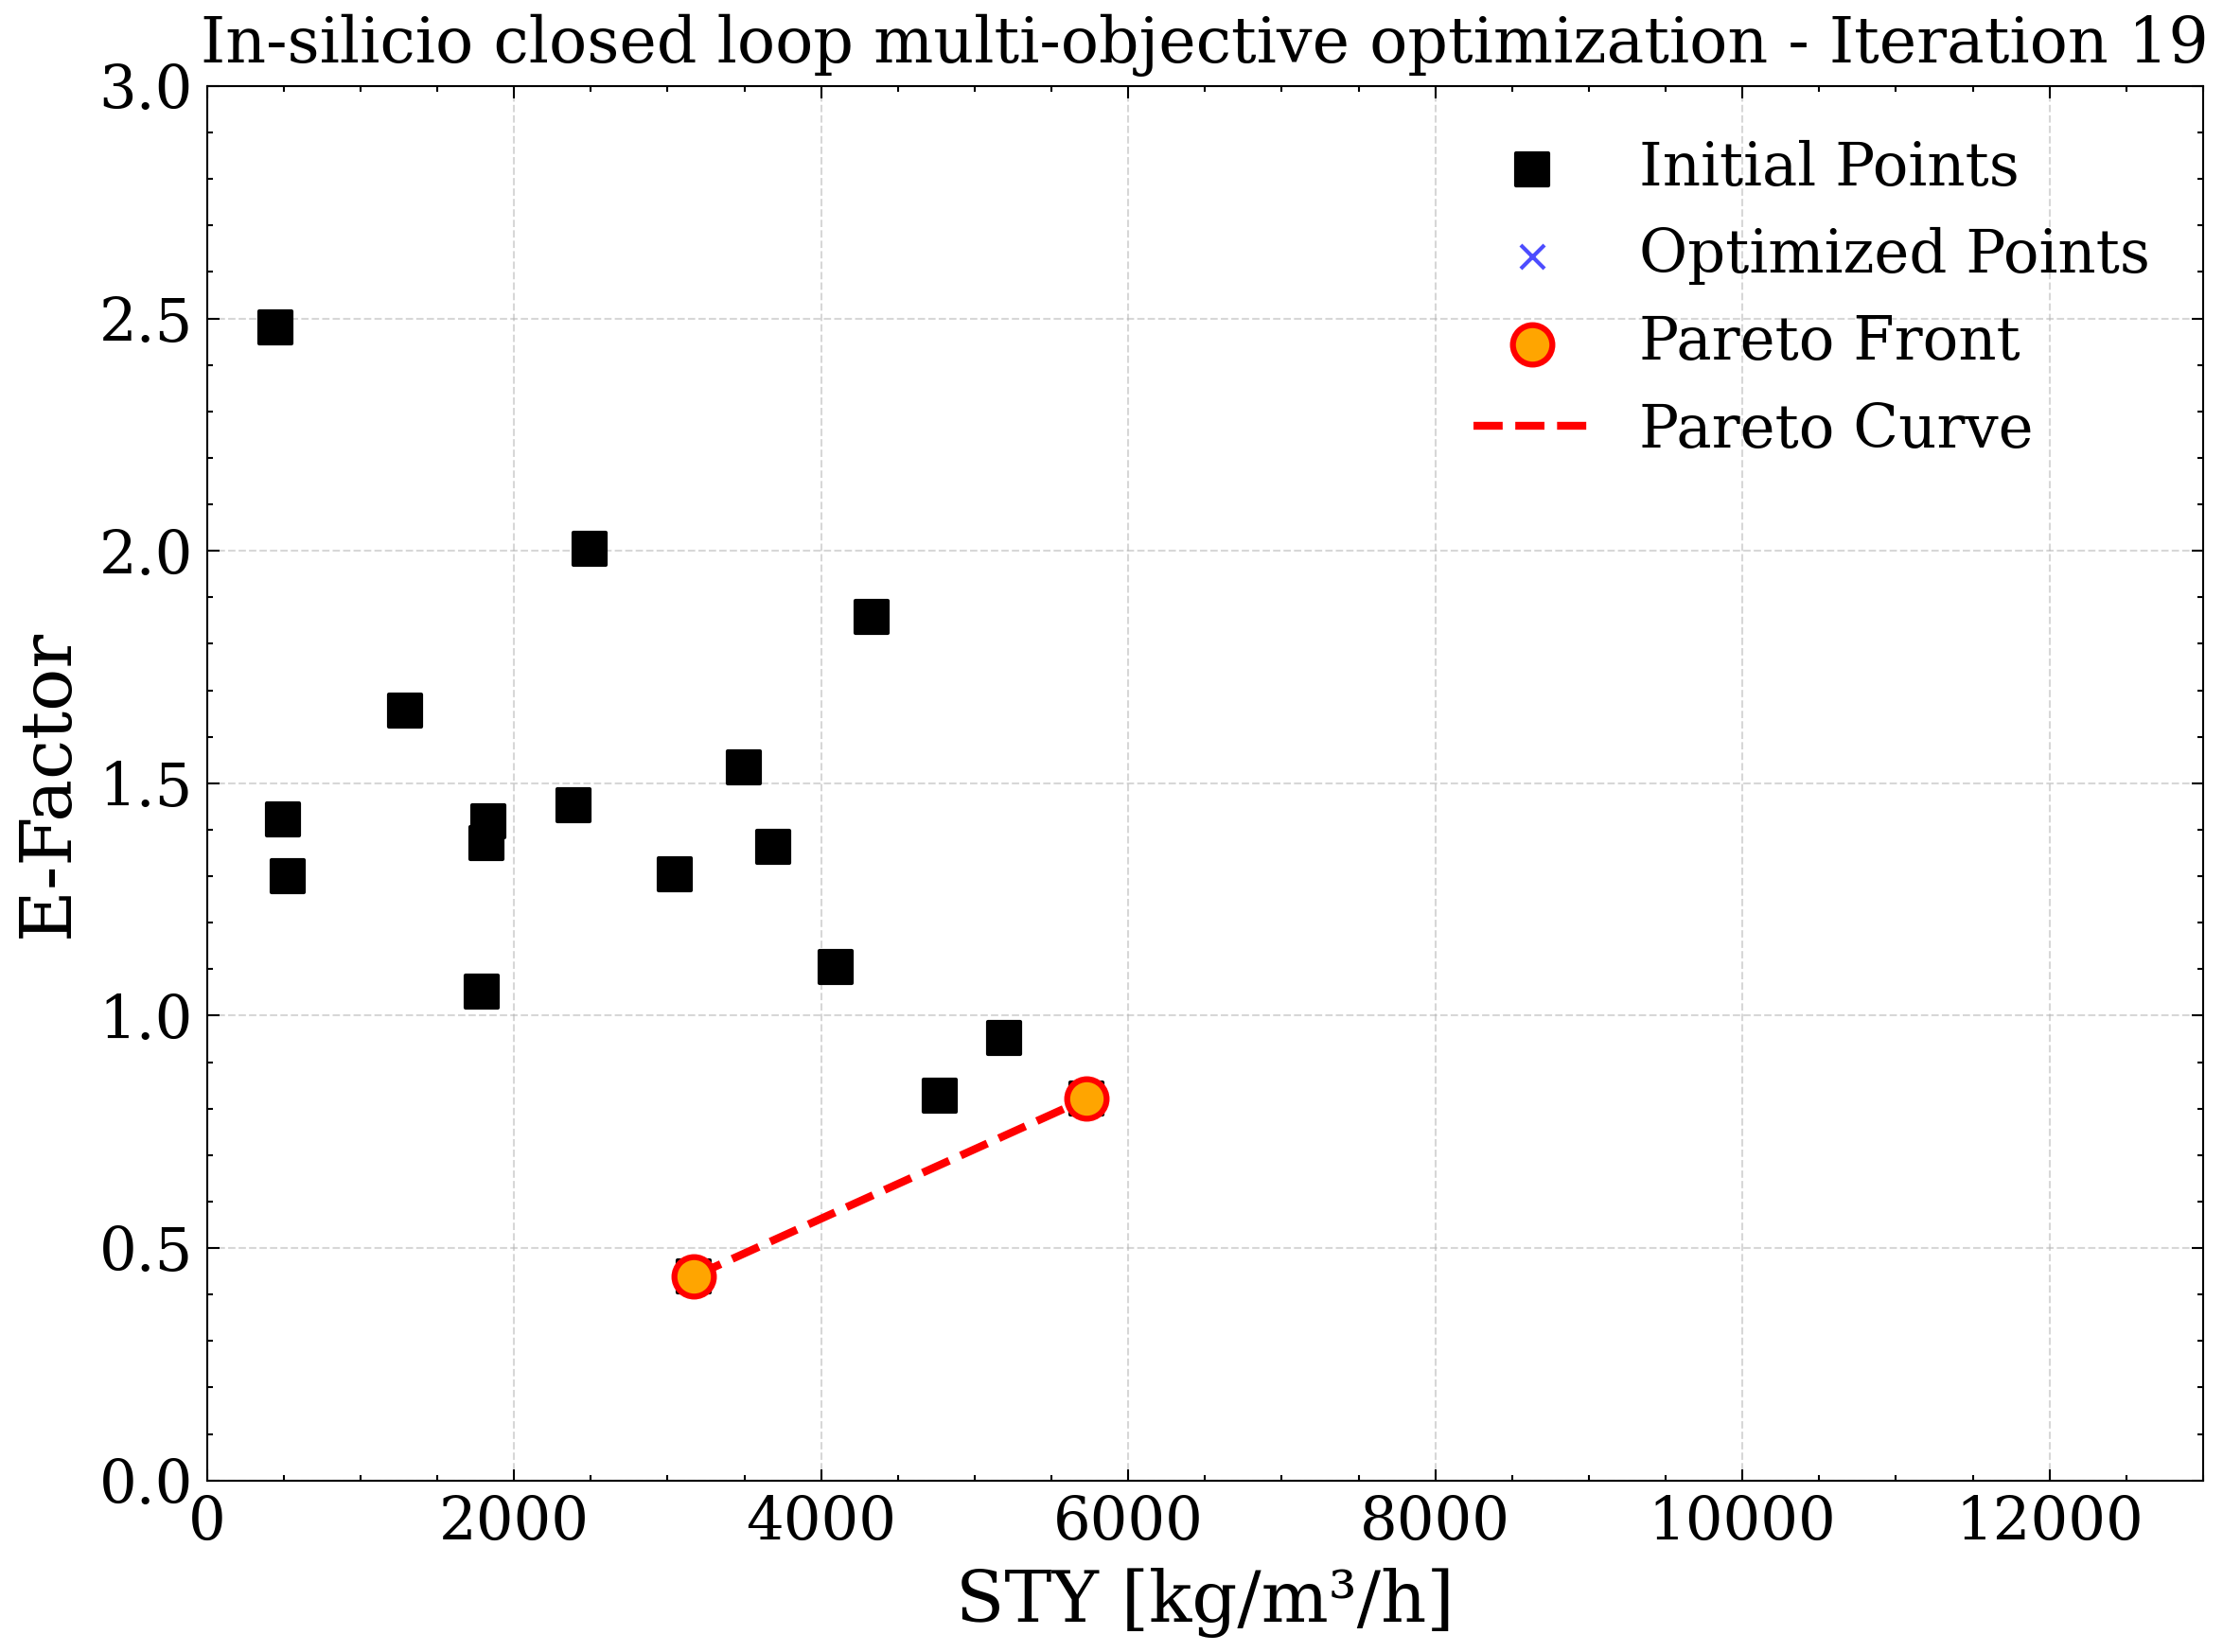 In-silicio closed loop multi-objective optimization - Iteration 19
3.0
2.5
2.0
1.5
1.0
0.5
0.0
E-Factor
Initial Points
Optimized Points
Pareto Front
Pareto Curve
0 2000 4000 6000 8000 10000 12000
STY [kg/m³/h]